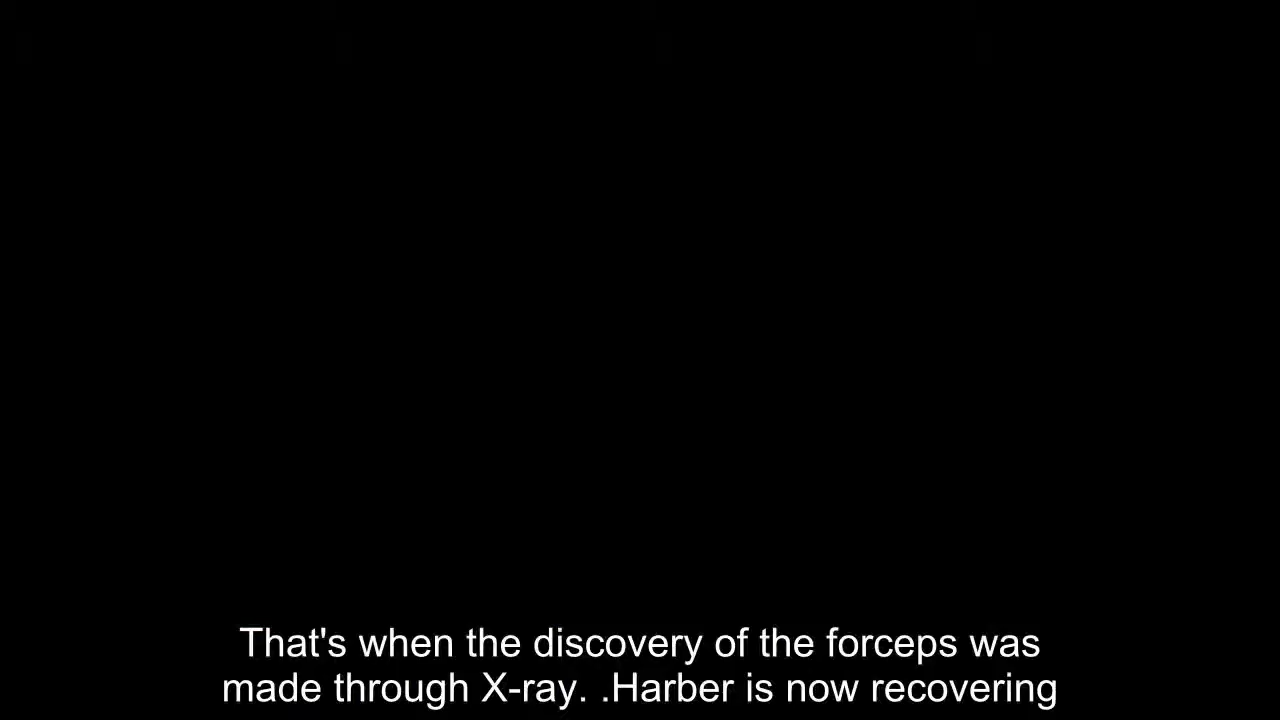 That's when the discovery of the forceps was
made through X-ray. .Harber is now recovering